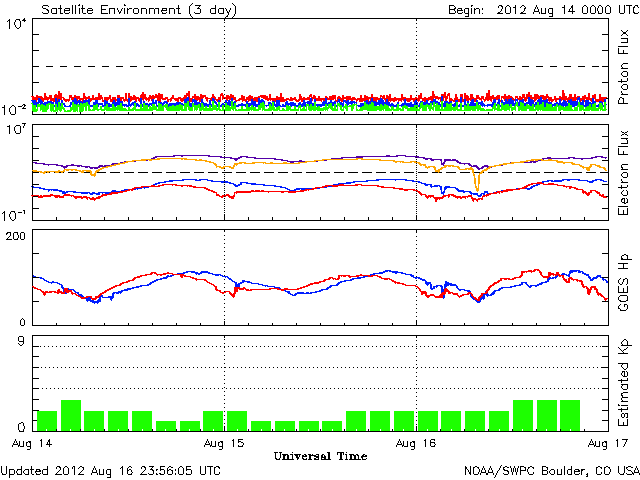 Satellite Environment (3 day) Begin: 2012 Aug 14 0000 UTC
10⁴
10⁻²
Proton Flux
10⁷
10⁻¹
Electron Flux
200
0
GOES Hp
9
0
Estimated Kp
Aug 14 Aug 15 Aug 16 Aug 17
Universal Time
Updated 2012 Aug 16 23:56:05 UTC NOAA/SWPC Boulder, CO USA